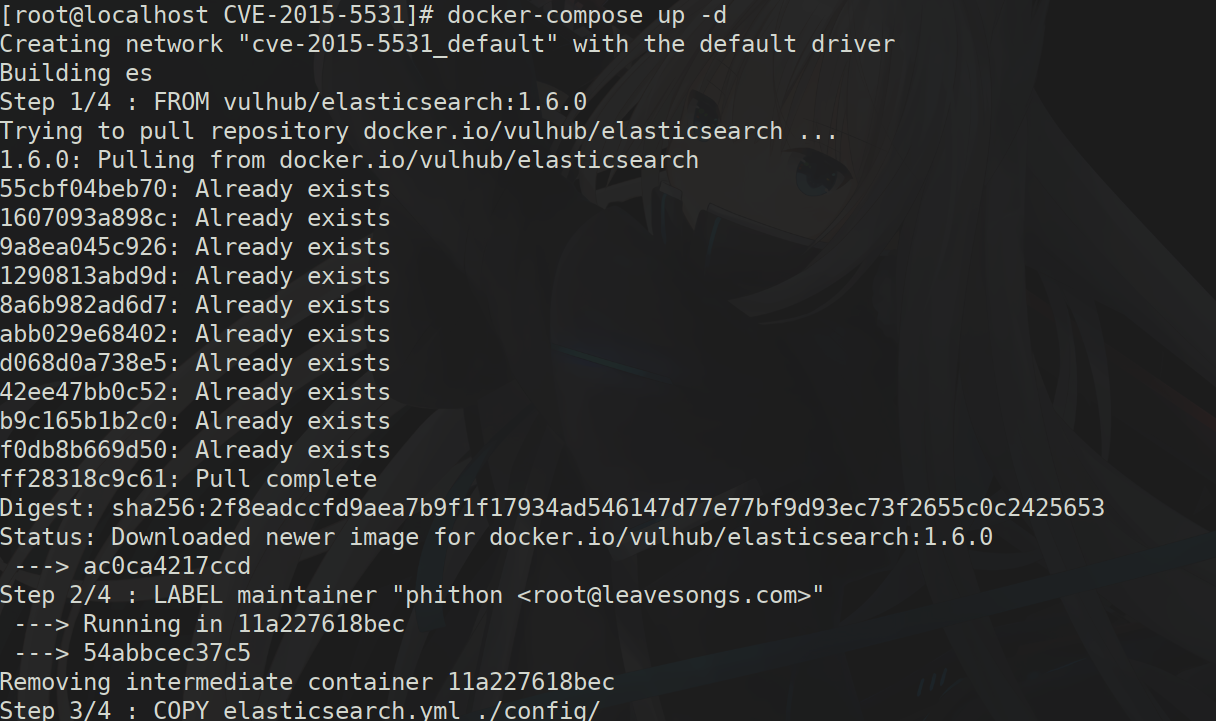 [root@localhost CVE-2015-5531]# docker-compose up -d
Creating network "cve-2015-5531_default" with the default driver
Building es
Step 1/4 : FROM vulhub/elasticsearch:1.6.0
Trying to pull repository docker.io/vulhub/elasticsearch ...
1.6.0: Pulling from docker.io/vulhub/elasticsearch
55cbf04beb70: Already exists
1607093a898c: Already exists
9a8ea045c926: Already exists
1290813abd9d: Already exists
8a6b982ad6d7: Already exists
abb029e68402: Already exists
d068d0a738e5: Already exists
42ee47bb0c52: Already exists
b9c165b1b2c0: Already exists
f0db8b669d50: Already exists
ff28318c9c61: Pull complete
Digest: sha256:2f8eadccfd9aea7b9f1f17934ad546147d77e77bf9d93ec73f2655c0c2425653
Status: Downloaded newer image for docker.io/vulhub/elasticsearch:1.6.0
 ---> ac0ca4217ccd
Step 2/4 : LABEL maintainer "phithon <root@leavesongs.com>"
 ---> Running in 11a227618bec
 ---> 54abbcec37c5
Removing intermediate container 11a227618bec
Step 3/4 : COPY elasticsearch.yml ./config/